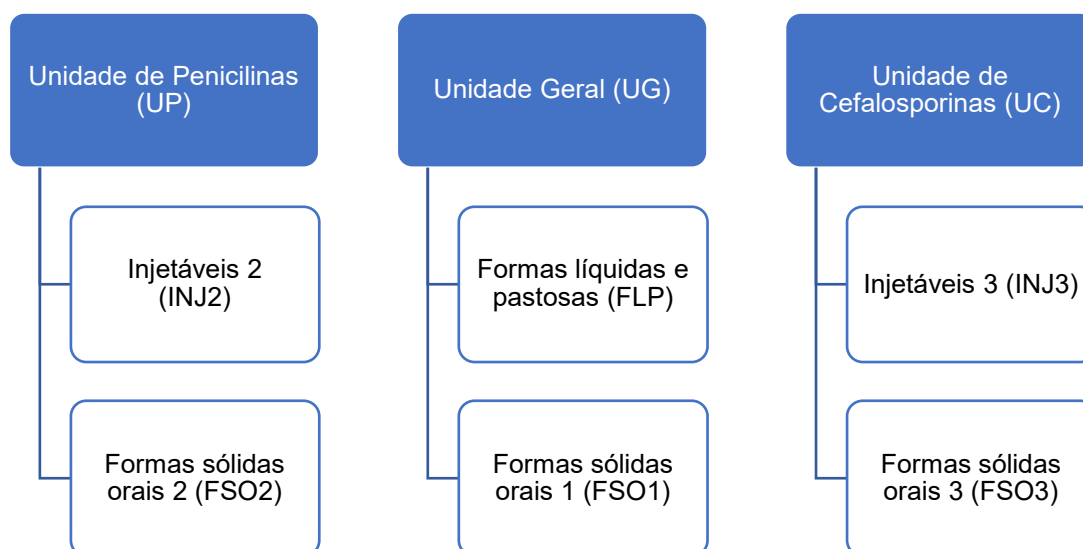 Unidade de Penicilinas
(UP)
Injetáveis 2
(INJ2)
Formas sólidas
orais 2 (FSO2)
Unidade Geral (UG)
Formas líquidas e
pastosas (FLP)
Formas sólidas
orais 1 (FSO1)
Unidade de
Cefalosporinas (UC)
Injetáveis 3 (INJ3)
Formas sólidas
orais 3 (FSO3)